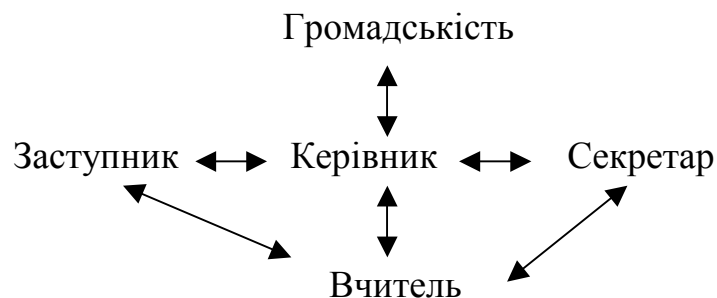 Громадськість
Заступник Керівник Секретар
Вчитель